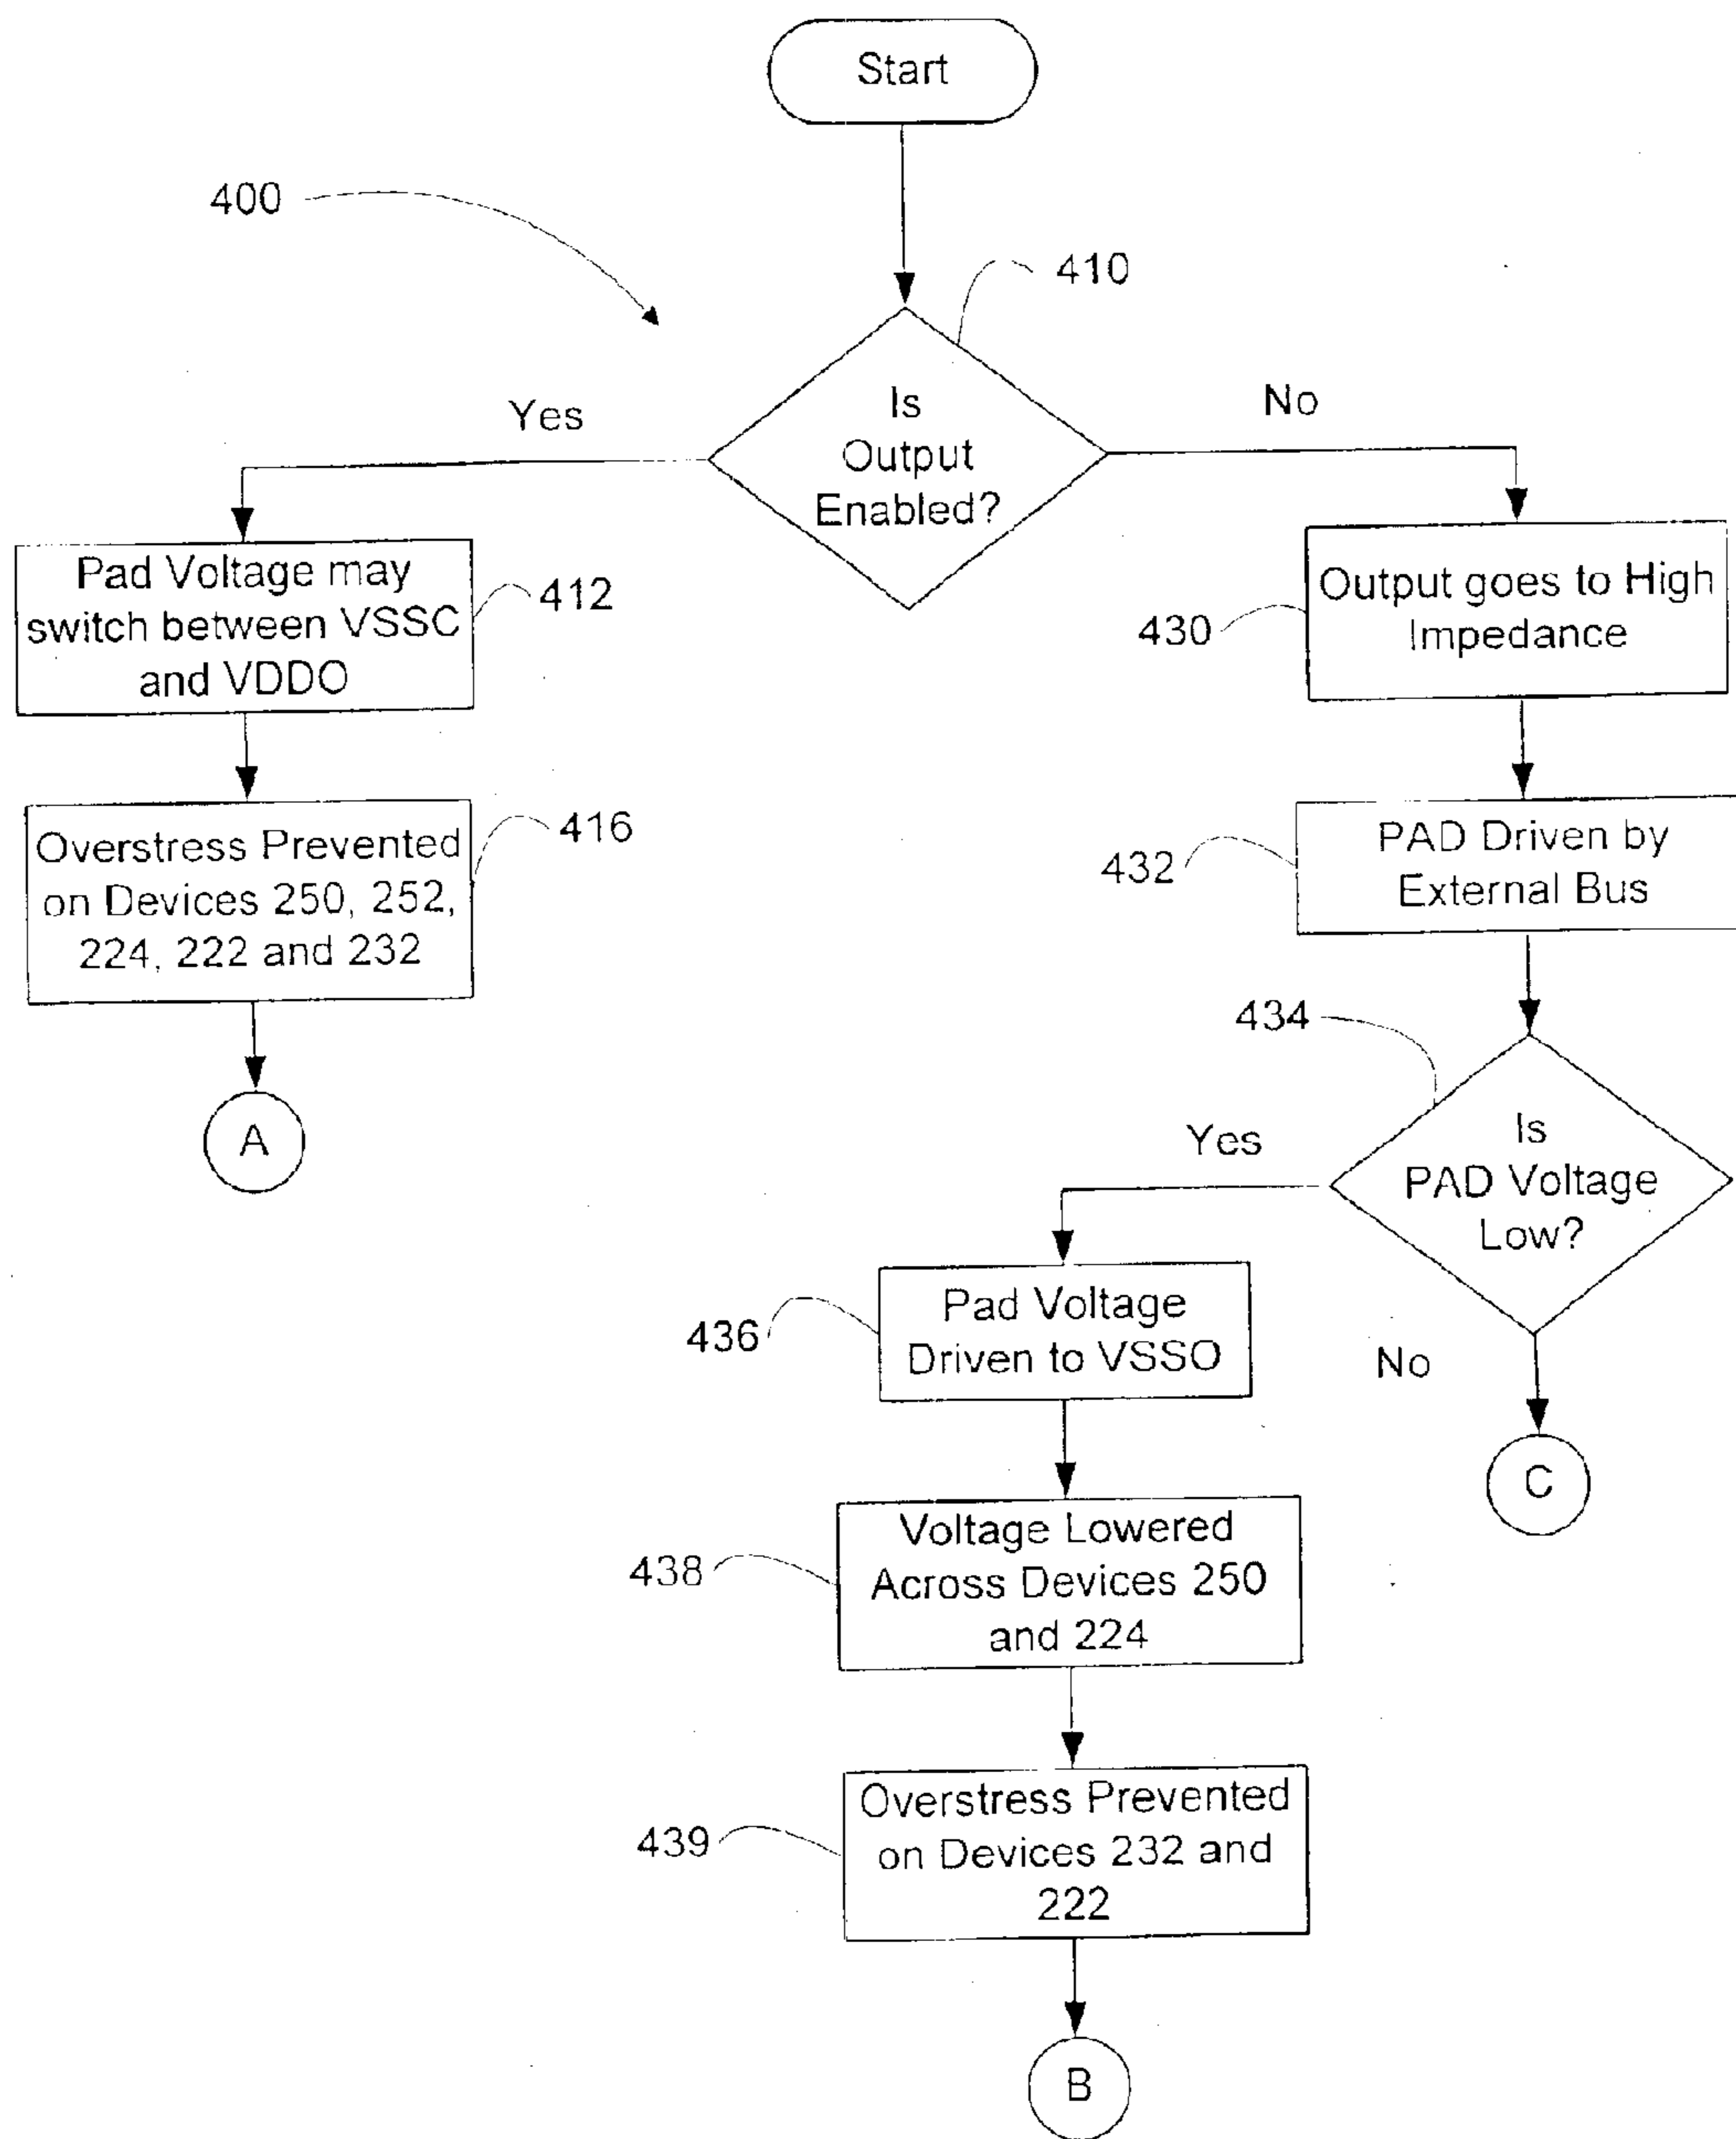 Start
400
410
Is
Output
Enabled?
Yes
No
Pad Voltage may
switch between VSSC
and VDDO
412
Output goes to High
Impedance
430
Overstress Prevented
on Devices 250, 252,
224, 222 and 232
416
PAD Driven by
External Bus
432
A
434
Is
PAD Voltage
Low?
Yes
No
Pad Voltage
Driven to VSSO
436
C
Voltage Lowered
Across Devices 250
and 224
438
Overstress Prevented
on Devices 232 and
222
439
B